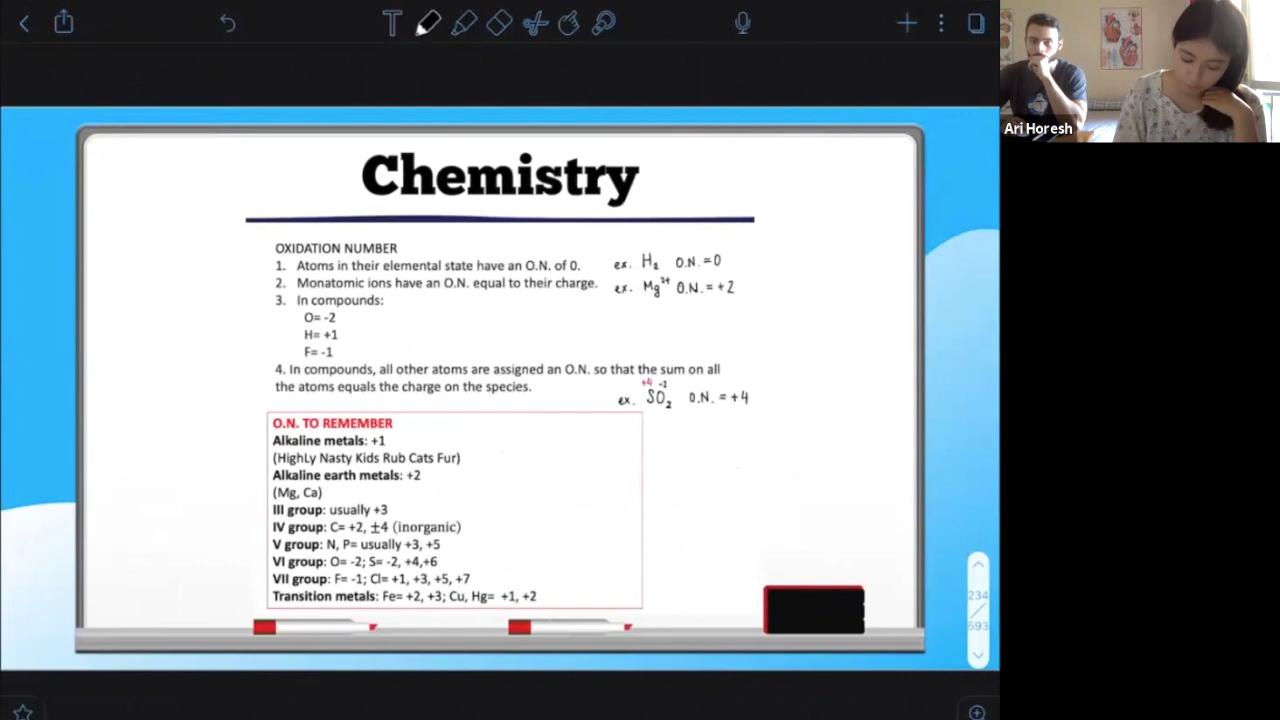 Ari Horesh
Chemistry
OXIDATION NUMBER
1. Atoms in their elemental state have an O.N. of 0. ex. H₂ O.N. = 0
2. Monatomic ions have an O.N. equal to their charge. ex. Mg²⁺ O.N. = +2
3. In compounds:
O= -2
H= +1
F= -1
4. In compounds, all other atoms are assigned an O.N. so that the sum on all
the atoms equals the charge on the species.
+4 -2
ex. SO₂ O.N. = +4
O.N. TO REMEMBER
Alkaline metals: +1
(HighLy Nasty Kids Rub Cats Fur)
Alkaline earth metals: +2
(Mg, Ca)
III group: usually +3
IV group: C= +2, ±4 (inorganic)
V group: N, P= usually +3, +5
VI group: O= -2; S= -2, +4,+6
VII group: F= -1; Cl= +1, +3, +5, +7
Transition metals: Fe= +2, +3; Cu, Hg= +1, +2
234
593